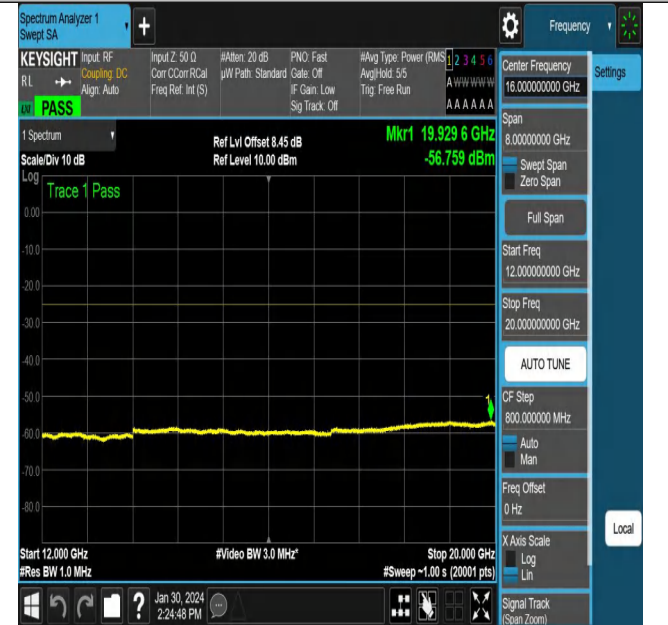 Spectrum Analyzer 1
Swept SA
+
Frequency
KEYSIGHT
RL
PASS
Input: RF
Coupling: DC
Align: Auto
Input Z: 50 Ω
Corr CCorr RCal
Freq Ref: Int (S)
#Atten: 20 dB
µW Path: Standard
PNO: Fast
Gate: Off
IF Gain: Low
Sig Track: Off
#Avg Type: Power (RMS
Avg|Hold: 5/5
Trig: Free Run
1 2 3 4 5 6
A W W W W W
A A A A A A
1 Spectrum
Scale/Div 10 dB
Log
Ref Lvl Offset 8.45 dB
Ref Level 10.00 dBm
Mkr1 19.929 6 GHz
-56.759 dBm
Trace 1 Pass
0.00
-10.0
-20.0
-30.0
-40.0
-50.0
-60.0
-70.0
-80.0
1
Start 12.000 GHz
#Res BW 1.0 MHz
#Video BW 3.0 MHz*
Stop 20.000 GHz
#Sweep ~1.00 s (20001 pts)
Center Frequency
16.000000000 GHz
Settings
Span
8.00000000 GHz
Swept Span
Zero Span
Full Span
Start Freq
12.000000000 GHz
Stop Freq
20.000000000 GHz
AUTO TUNE
CF Step
800.000000 MHz
Auto
Man
Freq Offset
0 Hz
X Axis Scale
Log
Lin
Local
Signal Track
(Span Zoom)
?
Jan 30, 2024
2:24:48 PM